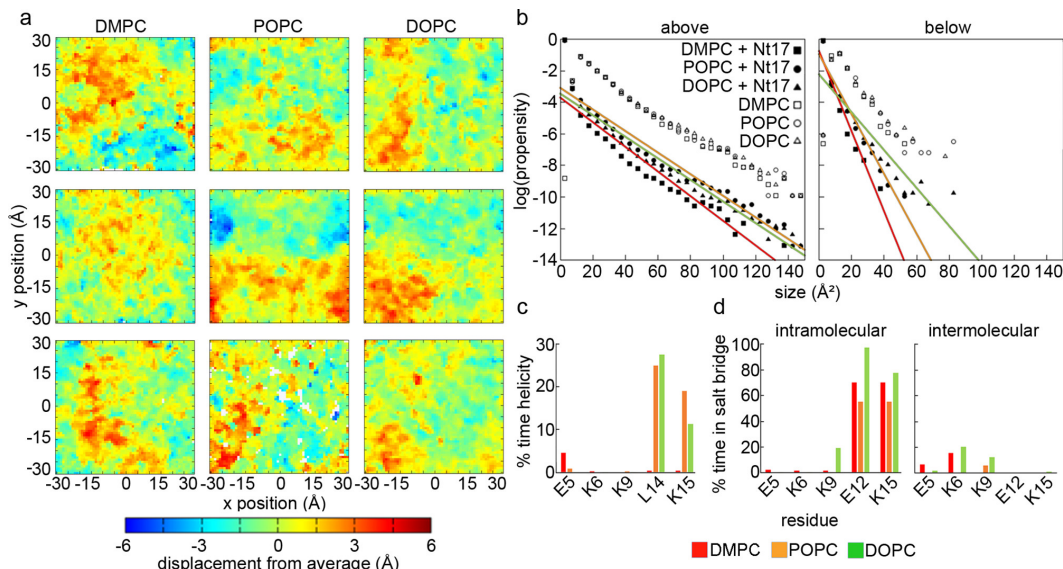 a
DMPC POPC DOPC
30
15
0
-15
-30
30
15
0
-15
-30
30
15
0
-15
-30
y position (Å)
-30 -15 0 15 30 -30 -15 0 15 30 -30 -15 0 15 30
x position (Å)
-6 -3 0 3 6
displacement from average (Å)
b
above below
0
-2
-4
-6
-8
-10
-12
-14
log(propensity)
DMPC + Nt17
POPC + Nt17
DOPC + Nt17
DMPC
POPC
DOPC
0 20 40 60 80 100 120 140 0 20 40 60 80 100 120 140
size (Å²)
c
30
20
10
0
% time helicity
E5 K6 K9 L14 K15
d
intramolecular intermolecular
100
80
60
40
20
0
% time in salt bridge
E5 K6 K9 E12 K15 E5 K6 K9 E12 K15
residue
DMPC POPC DOPC